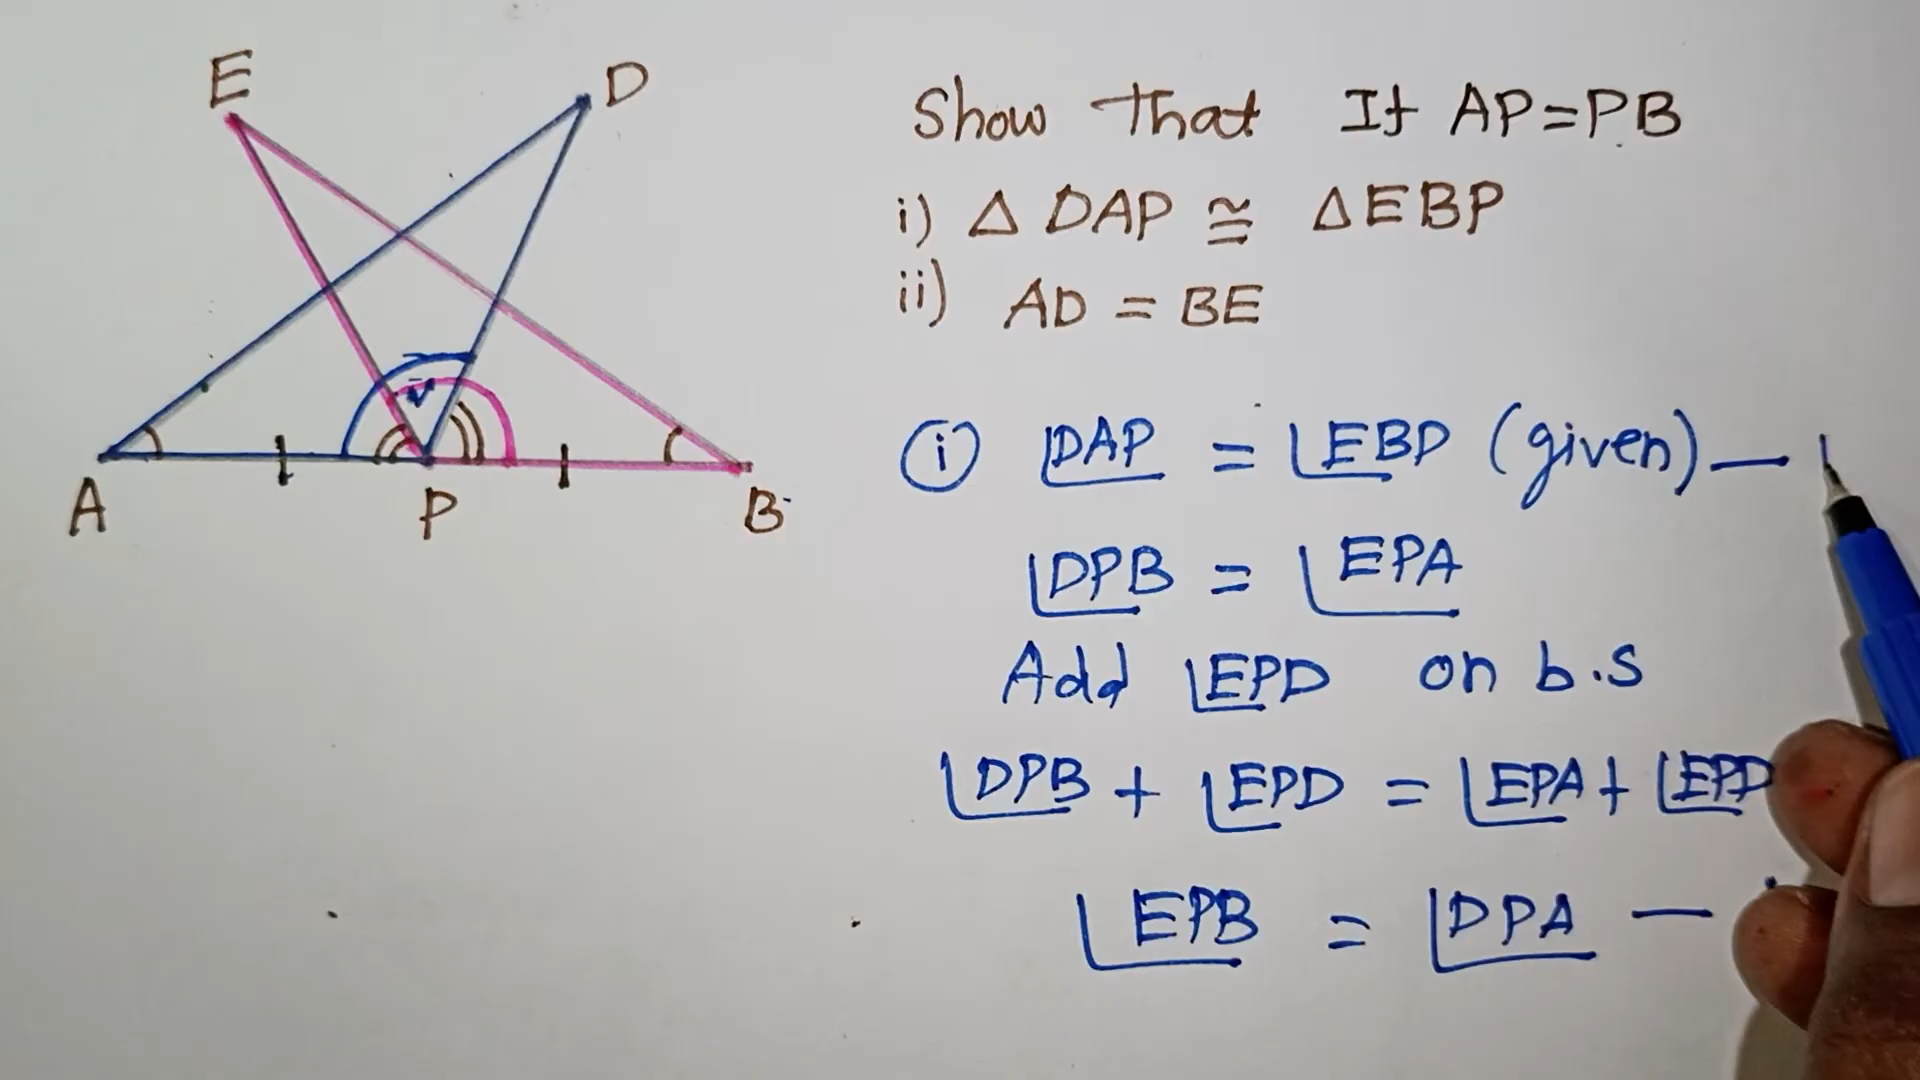 E D
A P B
Show That If AP=PB
i) △ DAP ≅ △EBP
ii) AD = BE
ⓘ ∠DAP = ∠EBP (given) —
∠DPB = ∠EPA
Add ∠EPD on b.s
∠DPB + ∠EPD = ∠EPA + ∠EPD
∠EPB = ∠DPA —